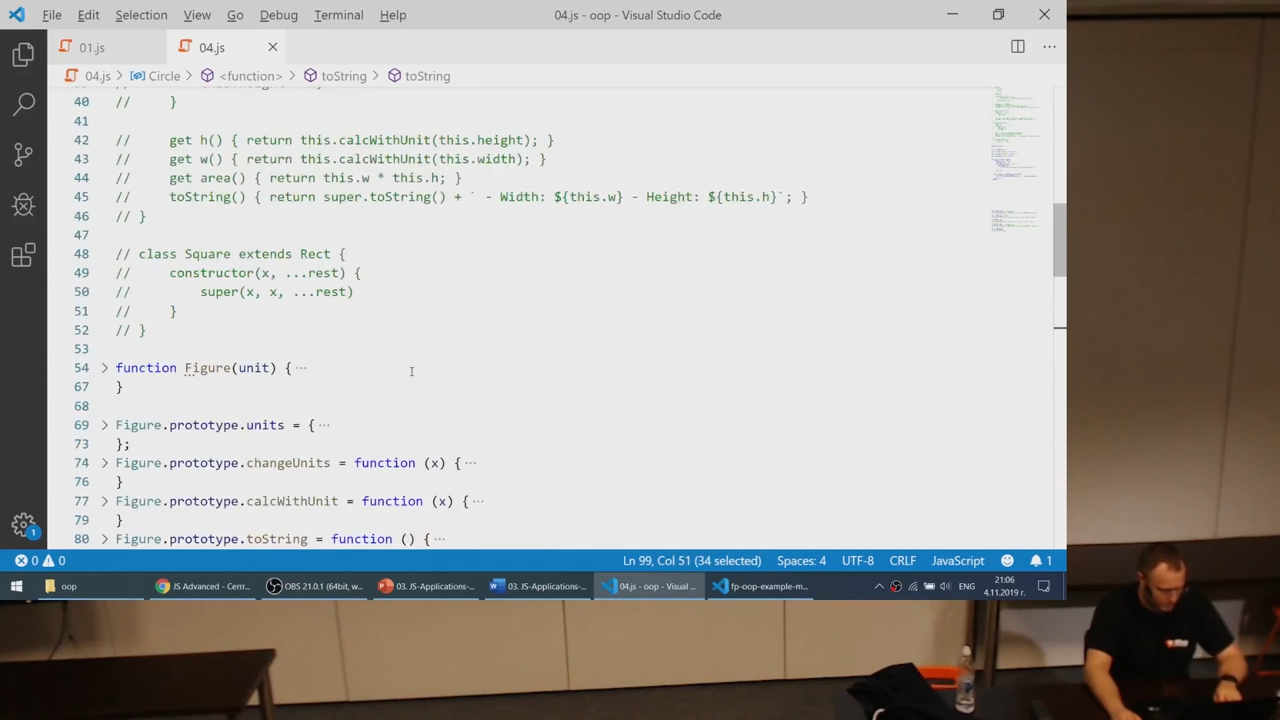 File Edit Selection View Go Debug Terminal Help 04.js - oop - Visual Studio Code
01.js 04.js
04.js > Circle > <function> > toString > toString
40 // }
41
42 // get h() { return this.calcWithUnit(this.height); }
43 // get w() { return this.calcWithUnit(this.width); }
44 // get area() { return this.w * this.h; }
45 // toString() { return super.toString() + ` - Width: ${this.w} - Height: ${this.h}`; }
46 // }
47
48 // class Square extends Rect {
49 // constructor(x, ...rest) {
50 // super(x, x, ...rest)
51 // }
52 // }
53
54 function Figure(unit) { ...
67 }
68
69 Figure.prototype.units = { ...
73 };
74 Figure.prototype.changeUnits = function (x) { ...
76 }
77 Figure.prototype.calcWithUnit = function (x) { ...
79 }
80 Figure.prototype.toString = function () { ...
0 0 Ln 99, Col 51 (34 selected) Spaces: 4 UTF-8 CRLF JavaScript 1
oop JS Advanced - Септ... OBS 21.0.1 (64bit, w... 03. JS-Applications-... 03. JS-Applications-... 04.js - oop - Visual ... fp-oop-example-m... ENG 21:06
4.11.2019 г.